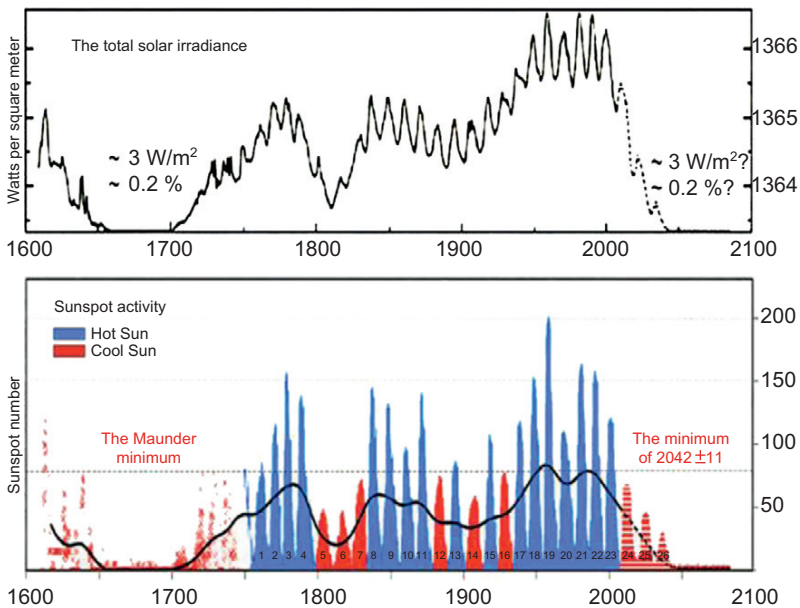 The total solar irradiance
Watts per square meter
1366
1365
1364
~ 3 W/m²
~ 0.2 %
~ 3 W/m²?
~ 0.2 %?
1600 1700 1800 1900 2000 2100
Sunspot activity
Hot Sun
Cool Sun
Sunspot number
200
150
100
50
The Maunder
minimum
The minimum
of 2042 ±11
1 2 3 4 5 6 7 8 9 10 11 12 13 14 15 16 17 18 19 20 21 22 23 24 25 26
1600 1700 1800 1900 2000 2100